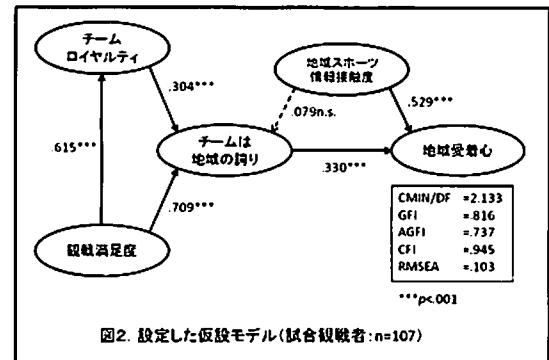 チーム
ロイヤルティ
地域スポーツ
情報接触度
.304***
.529***
.079n.s.
チームは
地域の誇り
.615***
.330***
地域愛着心
.709***
観戦満足度
CMIN/DF =2.133
GFI =.816
AGFI =.737
CFI =.945
RMSEA =.103
***p<.001
図2. 設定した仮設モデル(試合観戦者:n=107)